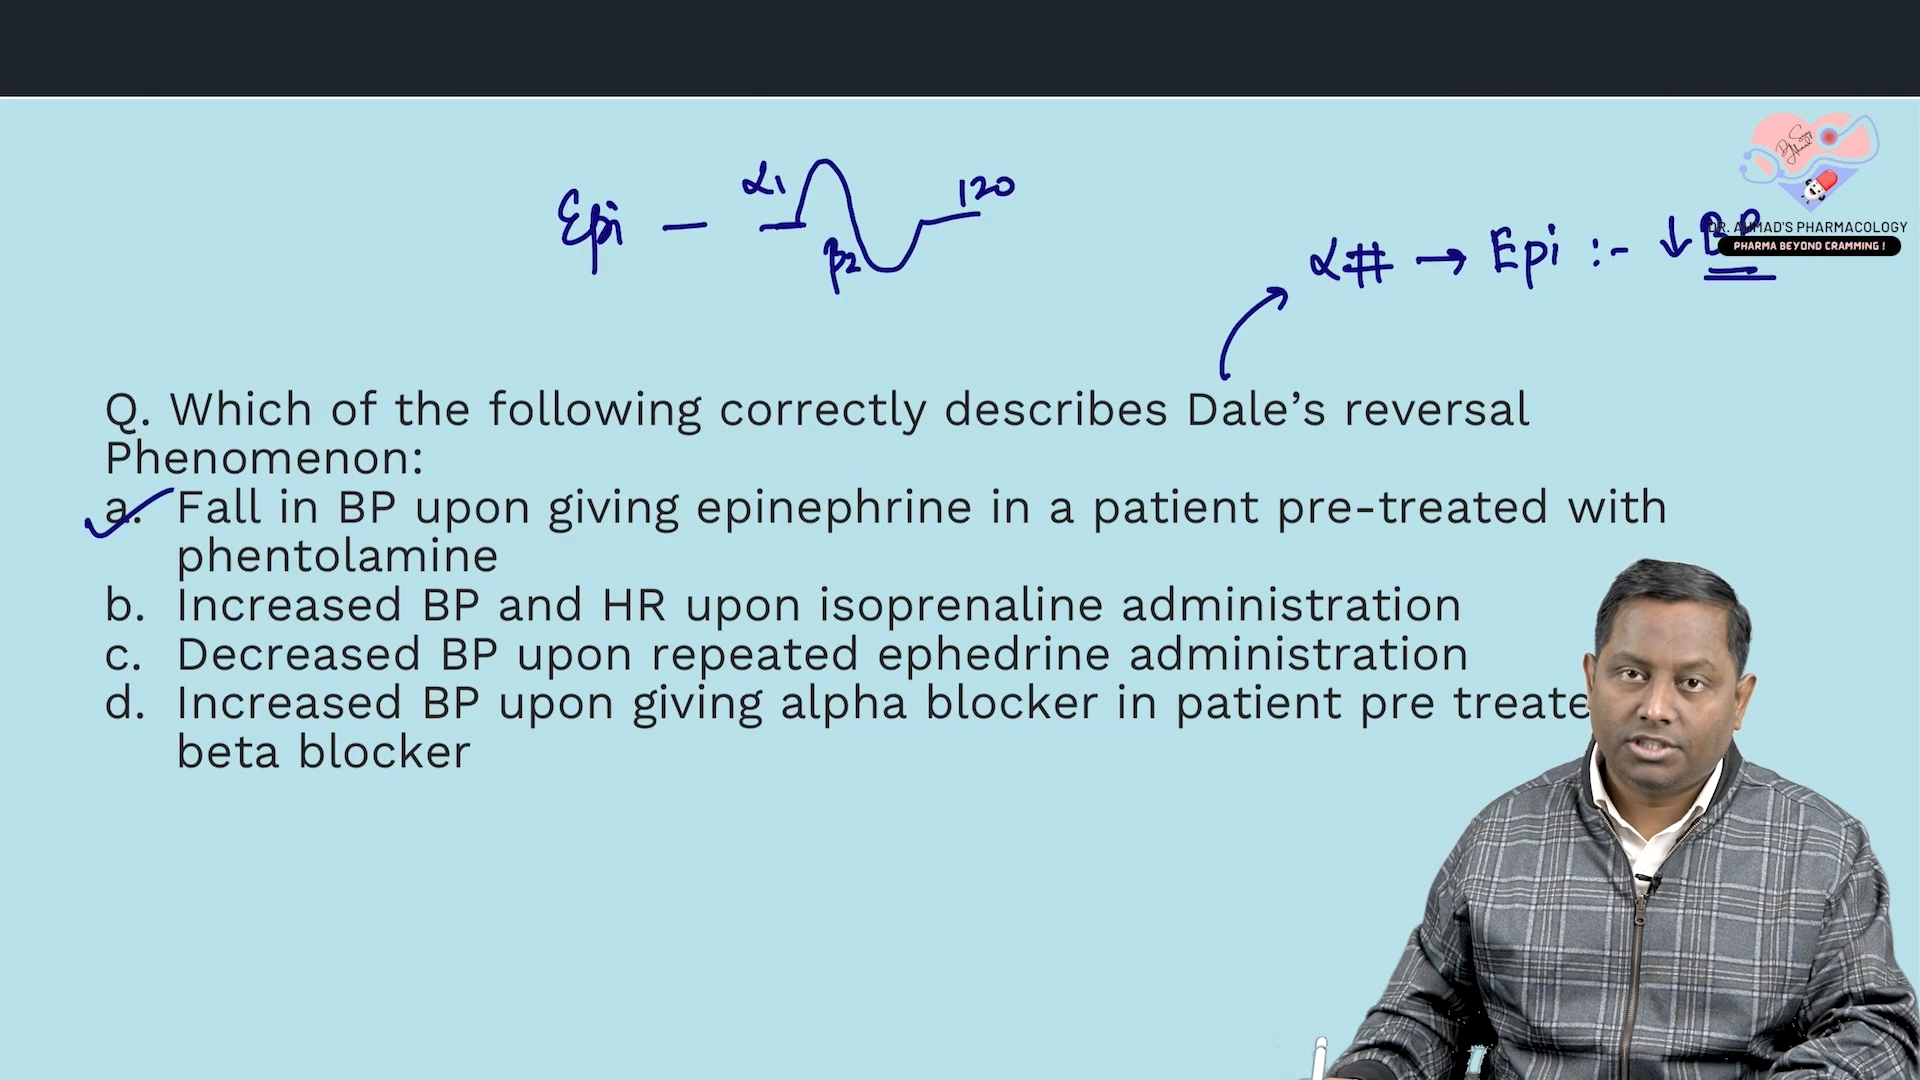 α1
120
Epi —
β2
α# → Epi :- ↓ BP
DR. AHMAD'S PHARMACOLOGY
PHARMA BEYOND CRAMMING !
Q. Which of the following correctly describes Dale’s reversal
Phenomenon:
a. Fall in BP upon giving epinephrine in a patient pre-treated with
phentolamine
b. Increased BP and HR upon isoprenaline administration
c. Decreased BP upon repeated ephedrine administration
d. Increased BP upon giving alpha blocker in patient pre treate
beta blocker